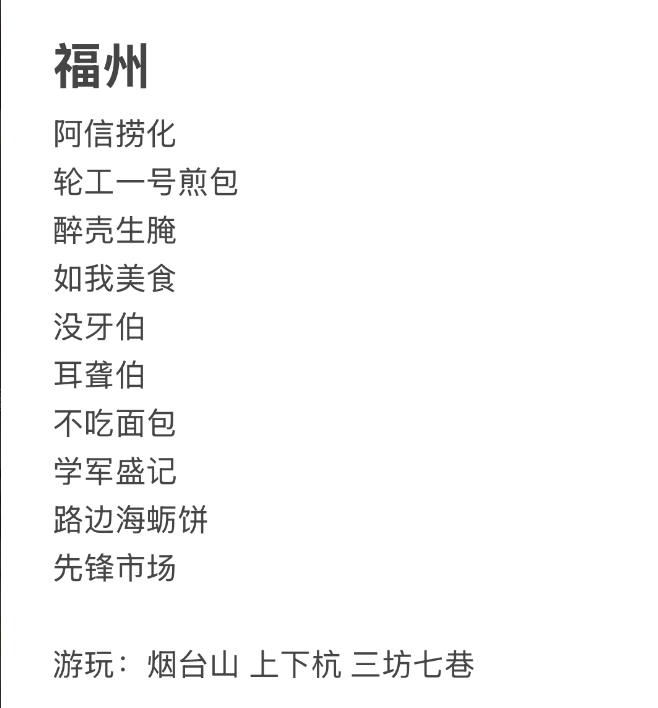 福州
阿信捞化
轮工一号煎包
醉壳生腌
如我美食
没牙伯
耳聋伯
不吃面包
学军盛记
路边海蛎饼
先锋市场
游玩：烟台山 上下杭 三坊七巷